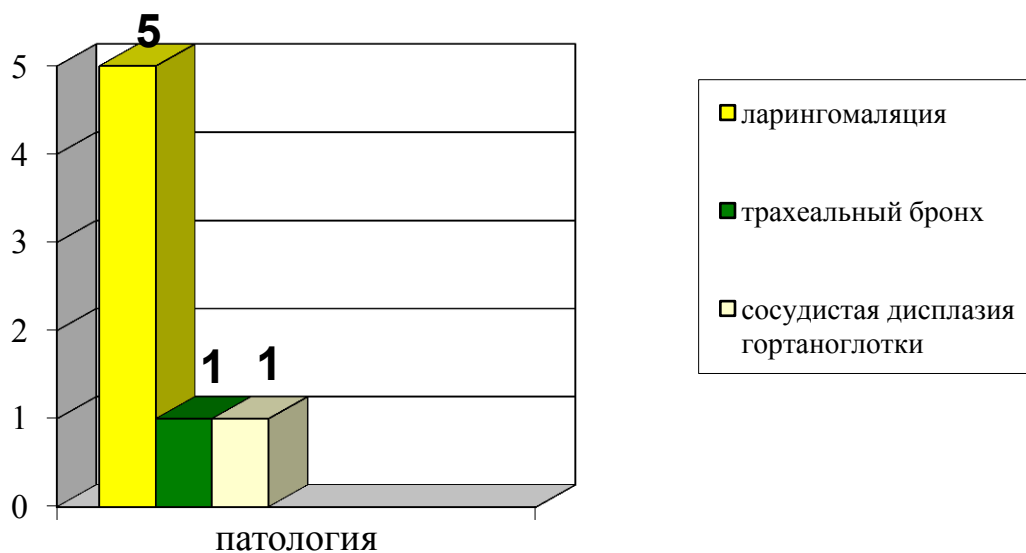 5
5
4
3
2
1
0
1
1
патология
ларингомаляция
трахеальный бронх
сосудистая дисплазия
гортаноглотки